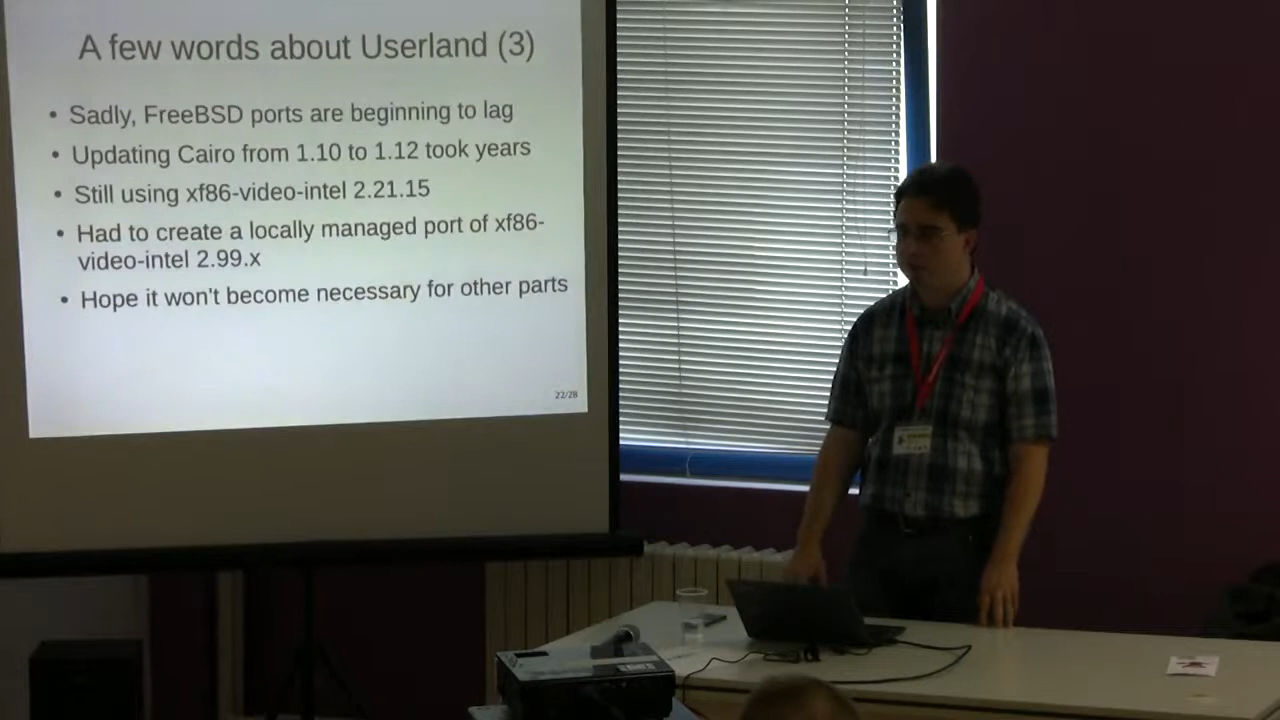 A few words about Userland (3)
• Sadly, FreeBSD ports are beginning to lag
• Updating Cairo from 1.10 to 1.12 took years
• Still using xf86-video-intel 2.21.15
• Had to create a locally managed port of xf86-
video-intel 2.99.x
• Hope it won't become necessary for other parts
22/28